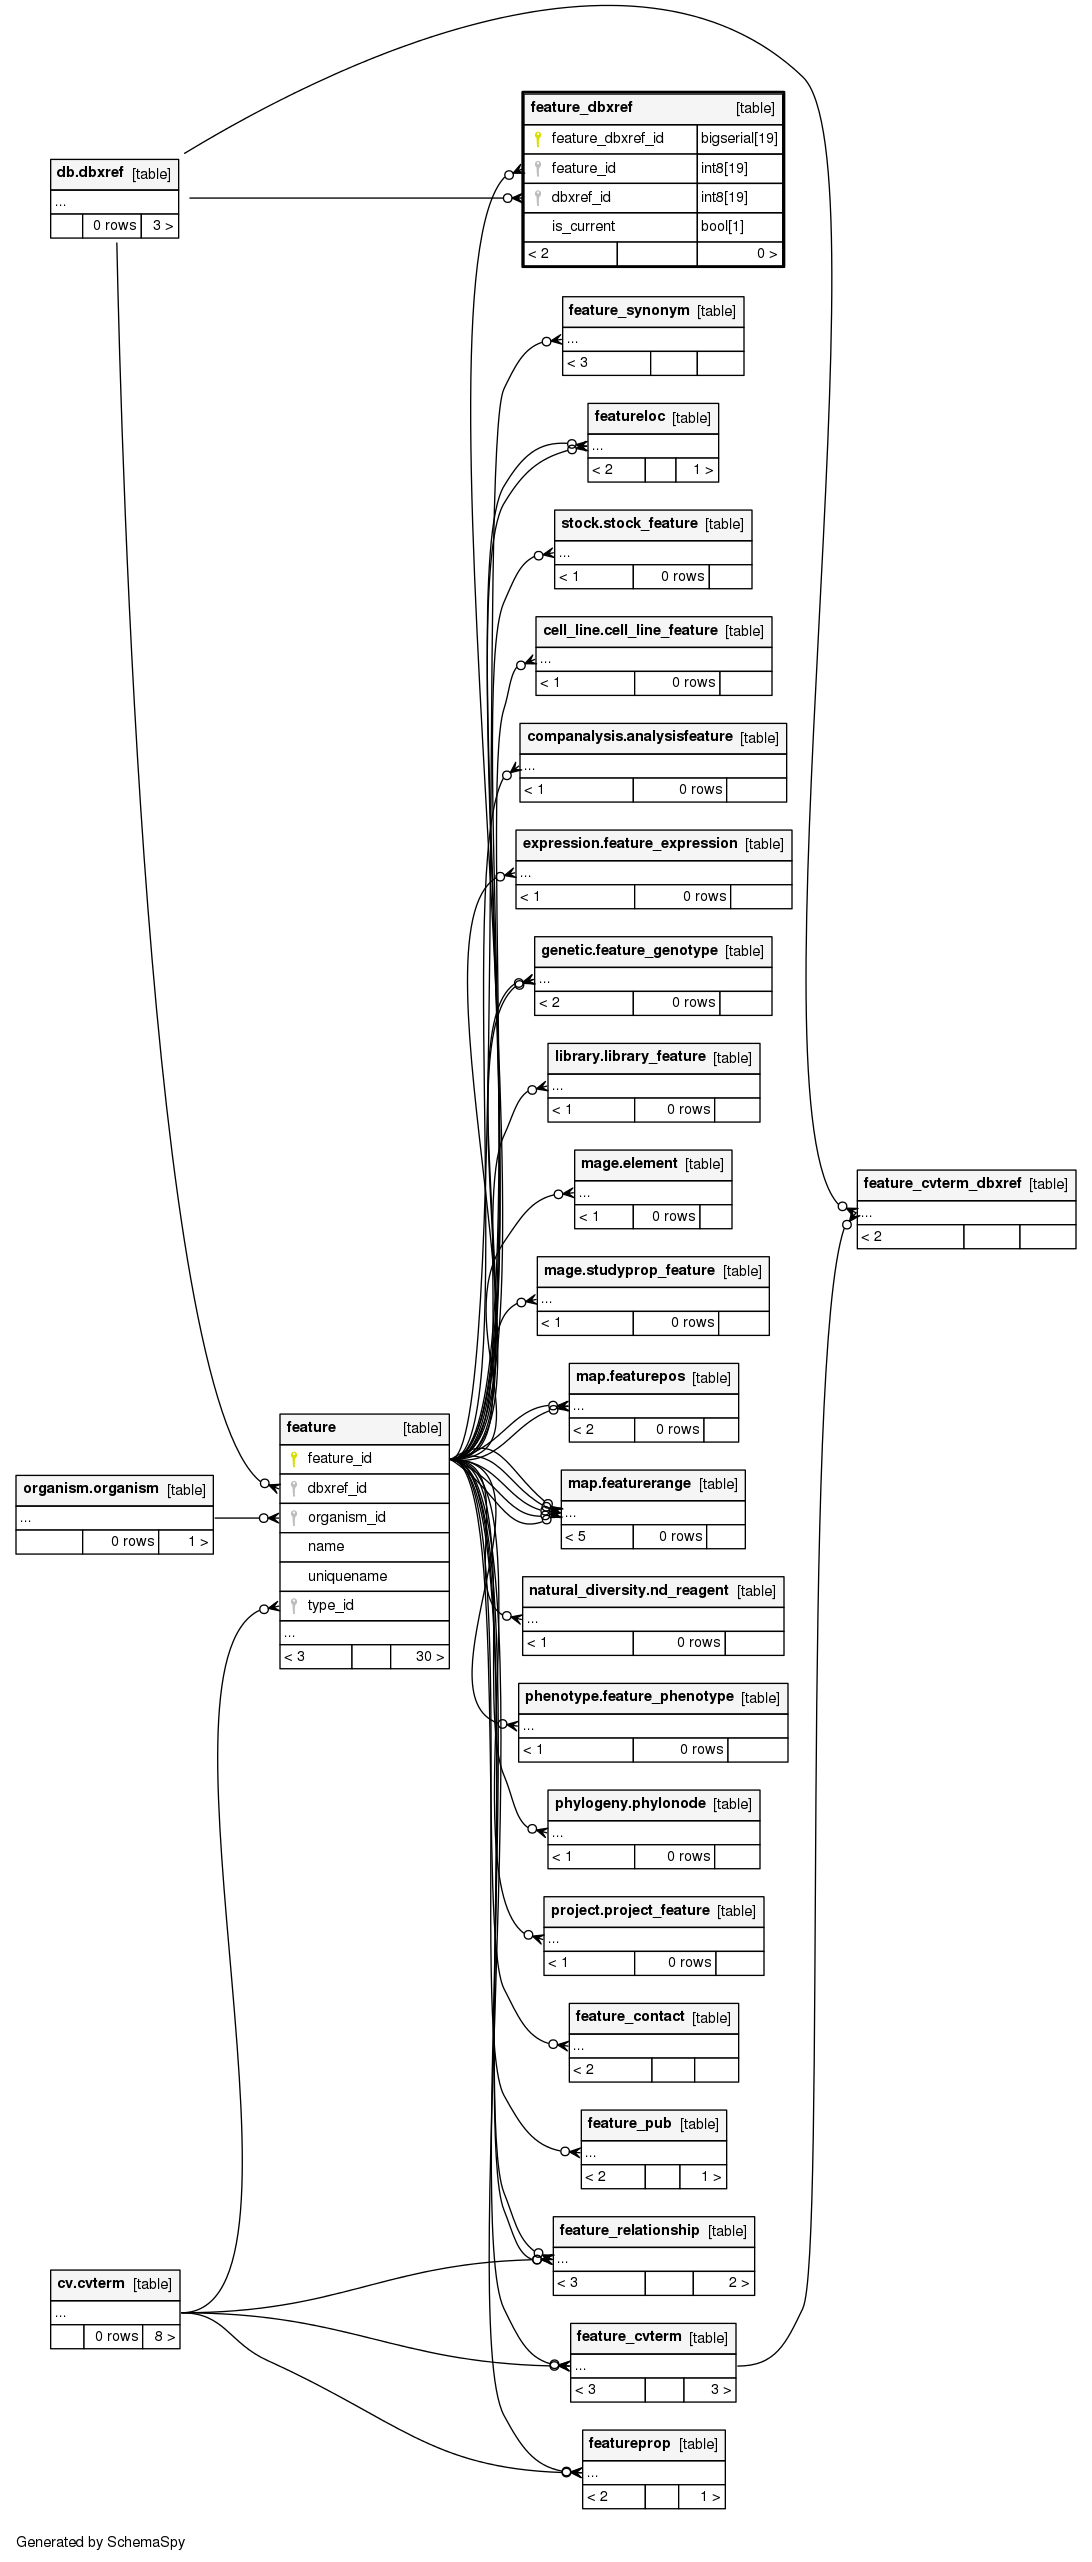 feature_dbxref [table]
feature_dbxref_id bigserial[19]
feature_id int8[19]
dbxref_id int8[19]
is_current bool[1]
< 2 0 >
db.dbxref [table]
...
0 rows 3 >
feature_synonym [table]
...
< 3
featureloc [table]
...
< 2 1 >
stock.stock_feature [table]
...
< 1 0 rows
cell_line.cell_line_feature [table]
...
< 1 0 rows
companalysis.analysisfeature [table]
...
< 1 0 rows
expression.feature_expression [table]
...
< 1 0 rows
genetic.feature_genotype [table]
...
< 2 0 rows
library.library_feature [table]
...
< 1 0 rows
mage.element [table]
...
< 1 0 rows
feature_cvterm_dbxref [table]
...
< 2
mage.studyprop_feature [table]
...
< 1 0 rows
map.featurepos [table]
...
< 2 0 rows
feature [table]
feature_id
dbxref_id
organism_id
name
uniquename
type_id
...
< 3 30 >
organism.organism [table]
...
0 rows 1 >
map.featurerange [table]
...
< 5 0 rows
natural_diversity.nd_reagent [table]
...
< 1 0 rows
phenotype.feature_phenotype [table]
...
< 1 0 rows
phylogeny.phylonode [table]
...
< 1 0 rows
project.project_feature [table]
...
< 1 0 rows
feature_contact [table]
...
< 2
feature_pub [table]
...
< 2 1 >
feature_relationship [table]
...
< 3 2 >
cv.cvterm [table]
...
0 rows 8 >
feature_cvterm [table]
...
< 3 3 >
featureprop [table]
...
< 2 1 >
Generated by SchemaSpy